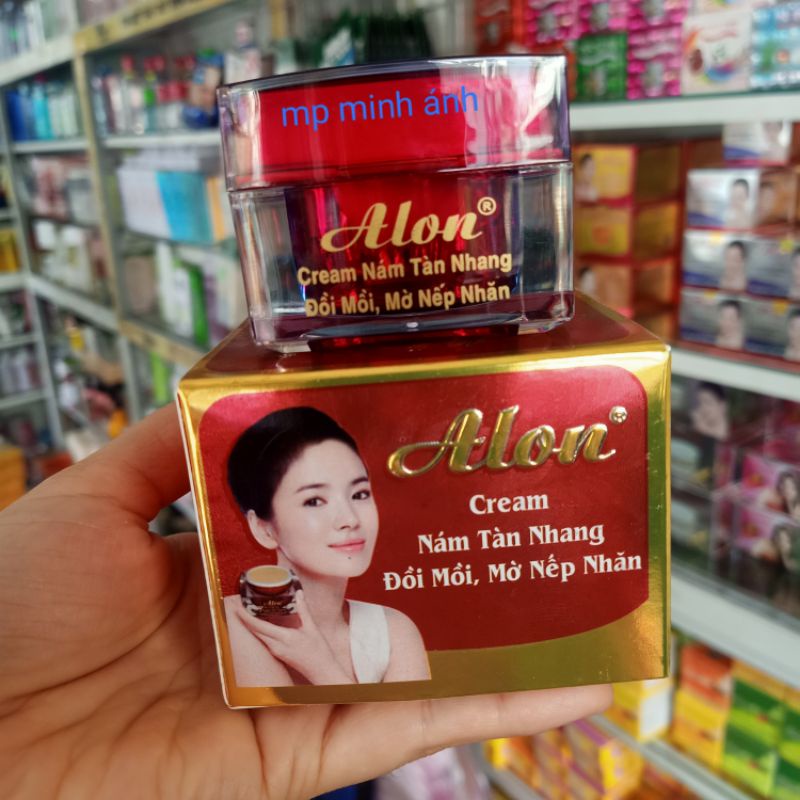 mp minh ánh
Alon®
Cream Nám Tàn Nhang
Đồi Mồi, Mờ Nếp Nhăn
Alon®
Cream
Nám Tàn Nhang
Đồi Mồi, Mờ Nếp Nhăn
Alon